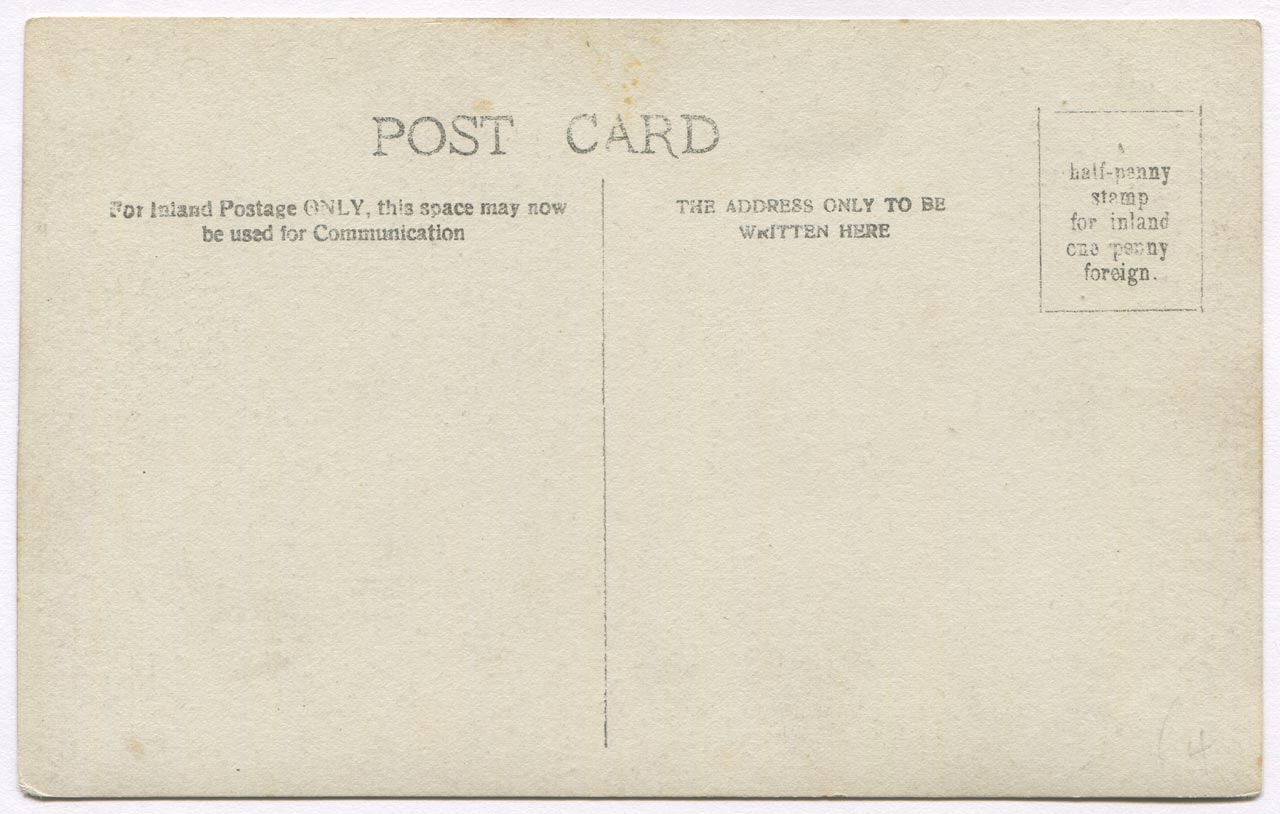 POST CARD
For Inland Postage ONLY, this space may now
be used for Communication
THE ADDRESS ONLY TO BE
WRITTEN HERE
A
half-penny
stamp
for inland
one penny
foreign.
4